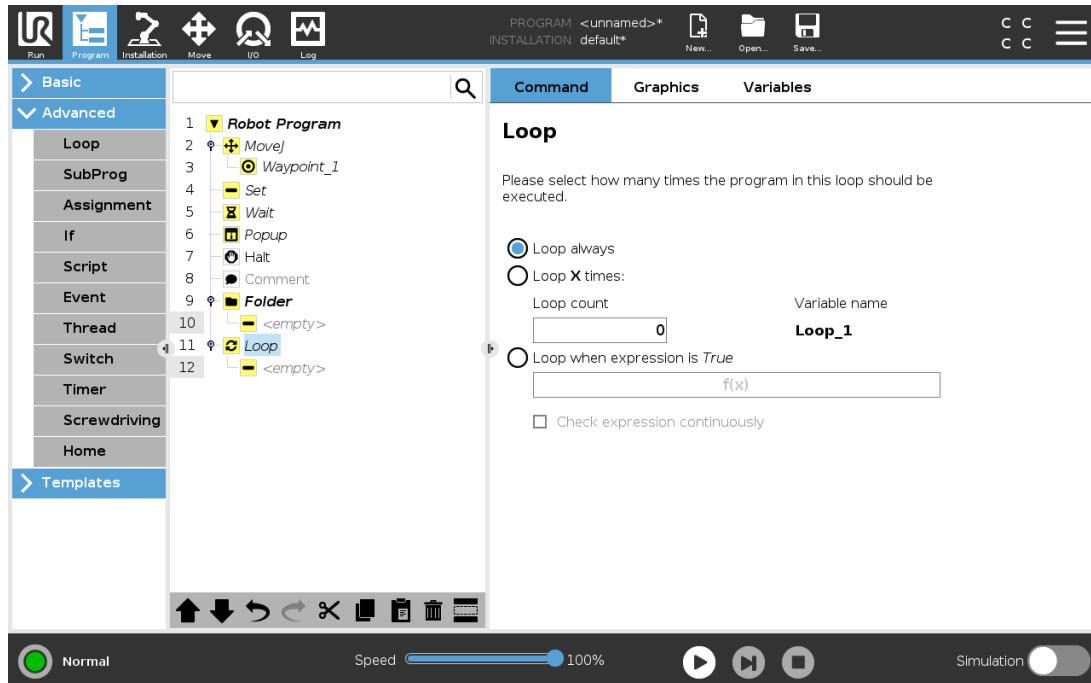 PROGRAM <unnamed>*
INSTALLATION default*
Run Program Installation Move I/O Log New... Open... Save...
C C
C C
Basic
Advanced
Loop
SubProg
Assignment
If
Script
Event
Thread
Switch
Timer
Screwdriving
Home
Templates
1 Robot Program
2 MoveJ
3 Waypoint_1
4 Set
5 Wait
6 Popup
7 Halt
8 Comment
9 Folder
10 <empty>
11 Loop
12 <empty>
Command Graphics Variables
Loop
Please select how many times the program in this loop should be
executed.
Loop always
Loop X times:
Loop count Variable name
0 Loop_1
Loop when expression is True
f(x)
Check expression continuously
Normal Speed 100% Simulation